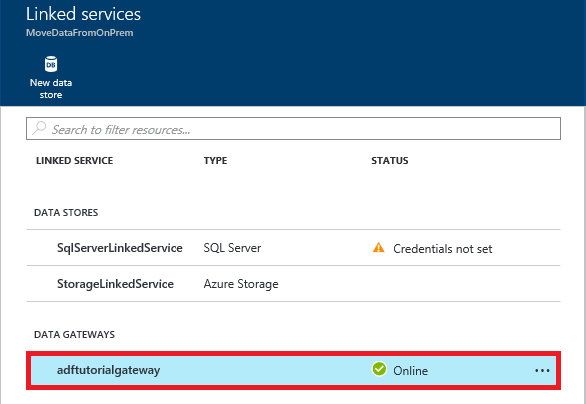 Linked services
MoveDataFromOnPrem
DB
New data
store
Search to filter resources...
LINKED SERVICE TYPE STATUS
DATA STORES
SqlServerLinkedService SQL Server Credentials not set
StorageLinkedService Azure Storage
DATA GATEWAYS
adftutorialgateway Online ...